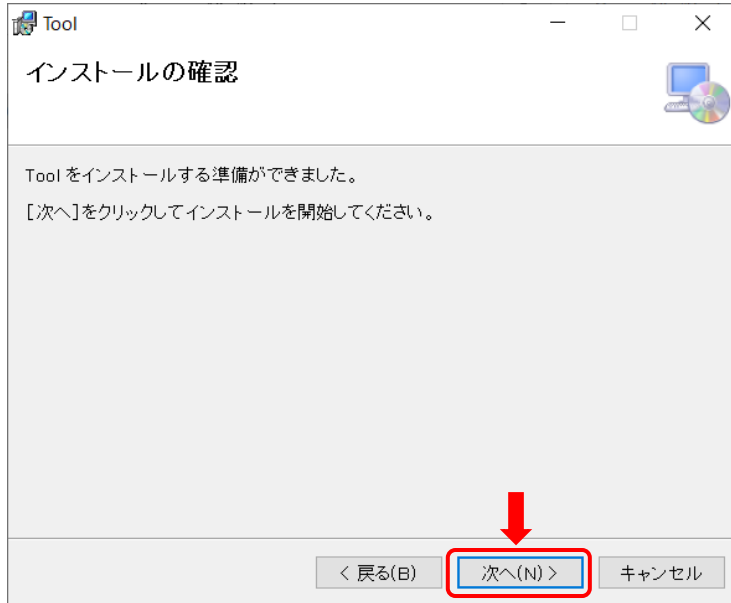 Tool
インストールの確認
Tool をインストールする準備ができました。
[次へ]をクリックしてインストールを開始してください。
< 戻る(B)
次へ(N) >
キャンセル